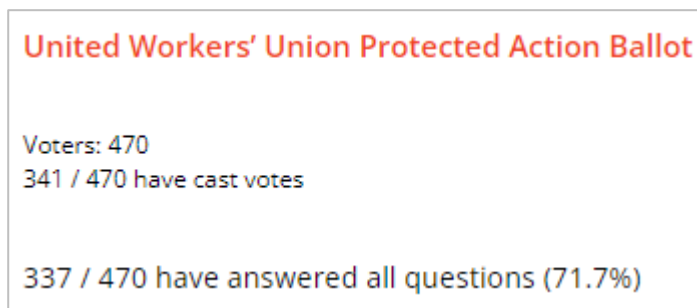 United Workers’ Union Protected Action Ballot
Voters: 470
341 / 470 have cast votes
337 / 470 have answered all questions (71.7%)